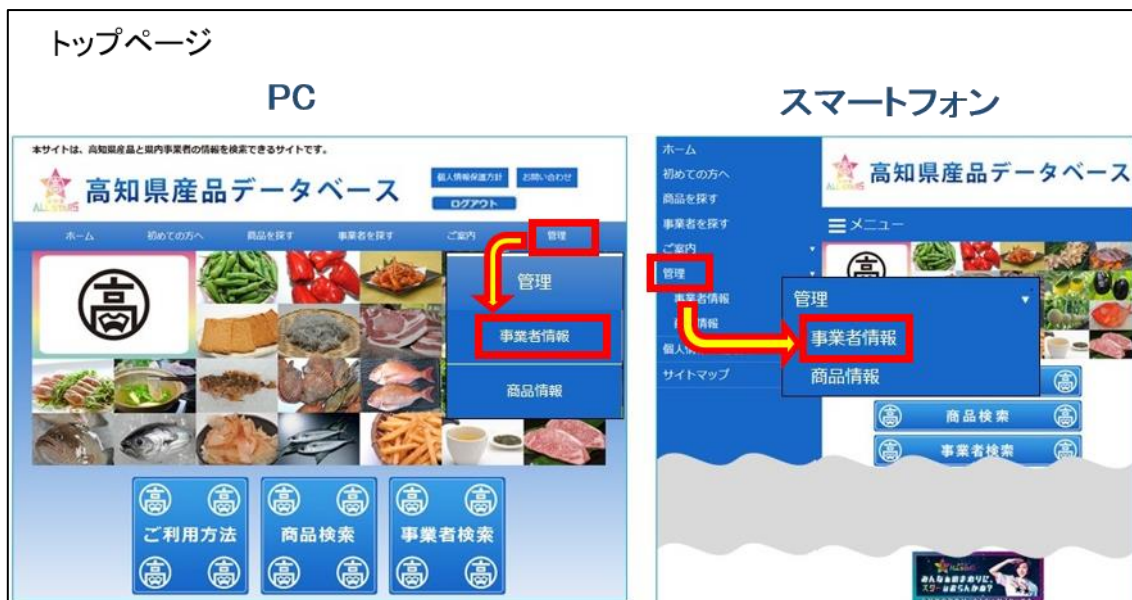 トップページ
PC
スマートフォン
本サイトは、高知県産品と県内事業者の情報を検索できるサイトです。
高知県産品データベース
個人情報保護方針
お問い合わせ
ログアウト
ホーム
初めての方へ
商品を探す
事業者を探す
ご案内
管理
管理
事業者情報
商品情報
高
ご利用方法
商品検索
事業者検索
ホーム
初めての方へ
商品を探す
事業者を探す
ご案内
管理
事業者情報
情報
サイトマップ
高知県産品データベース
メニュー
管理
事業者情報
商品情報
商品検索
事業者検索